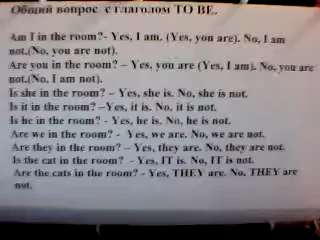 Общий вопрос с глаголом TO BE.
Am I in the room?- Yes, I am. (Yes, you are). No, I am
not.(No, you are not).
Are you in the room? – Yes, you are (Yes, I am). No, you are
not.(No, I am not).
Is she in the room? – Yes, she is. No, she is not.
Is it in the room? –Yes, it is. No, it is not.
Is he in the room? - Yes, he is. No, he is not.
Are we in the room? - Yes, we are. No, we are not.
Are they in the room? – Yes, they are. No, they are not.
Is the cat in the room? - Yes, IT is. No, IT is not.
Are the cats in the room? - Yes, THEY are. No, THEY are
not.